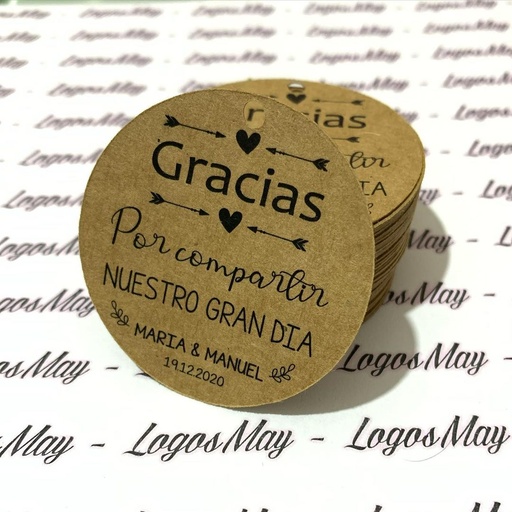 Gracias
Por compartir
NUESTRO GRAN DIA
MARIA & MANUEL
19.12.2020
LogosMay - LogosMay - LogosMay